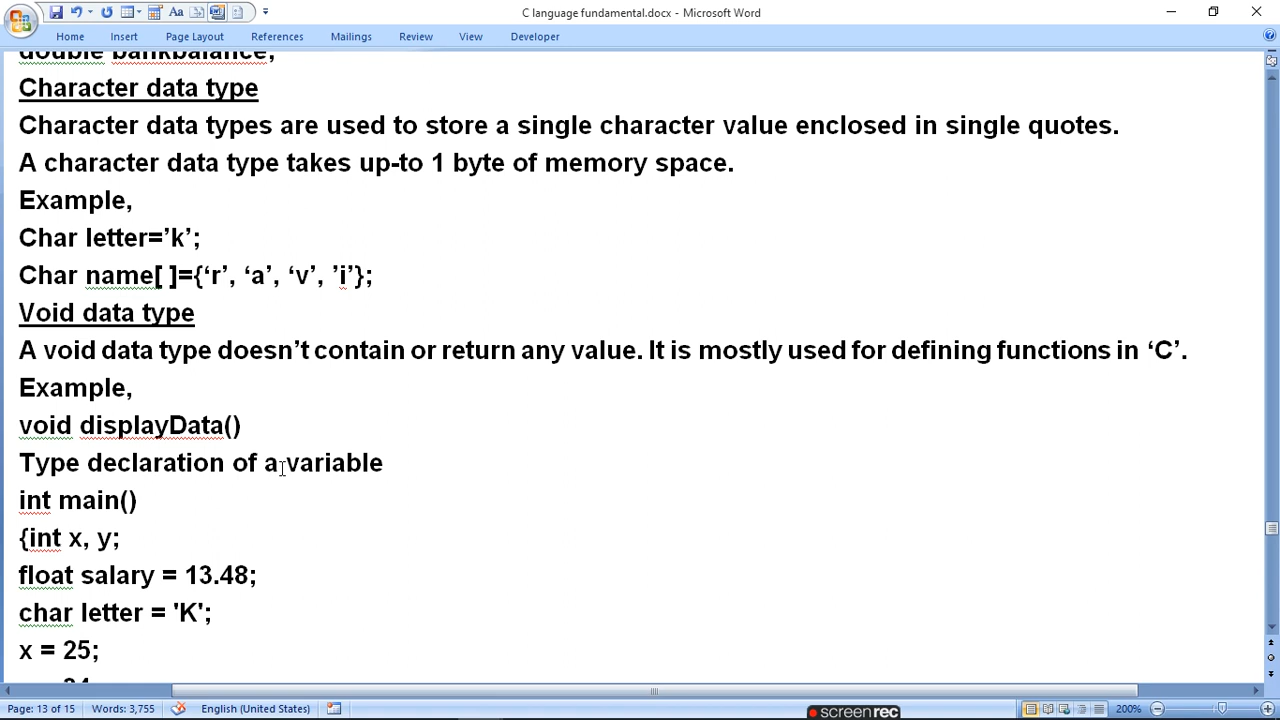 C language fundamental.docx - Microsoft Word
Home Insert Page Layout References Mailings Review View Developer
double bankbalance;
Character data type
Character data types are used to store a single character value enclosed in single quotes.
A character data type takes up-to 1 byte of memory space.
Example,
Char letter=’k’;
Char name[ ]={‘r’, ‘a’, ‘v’, ’i’};
Void data type
A void data type doesn’t contain or return any value. It is mostly used for defining functions in ‘C’.
Example,
void displayData()
Type declaration of a variable
int main()
{int x, y;
float salary = 13.48;
char letter = 'K';
x = 25;
Page: 13 of 15 Words: 3,755 English (United States) screenrec 200%